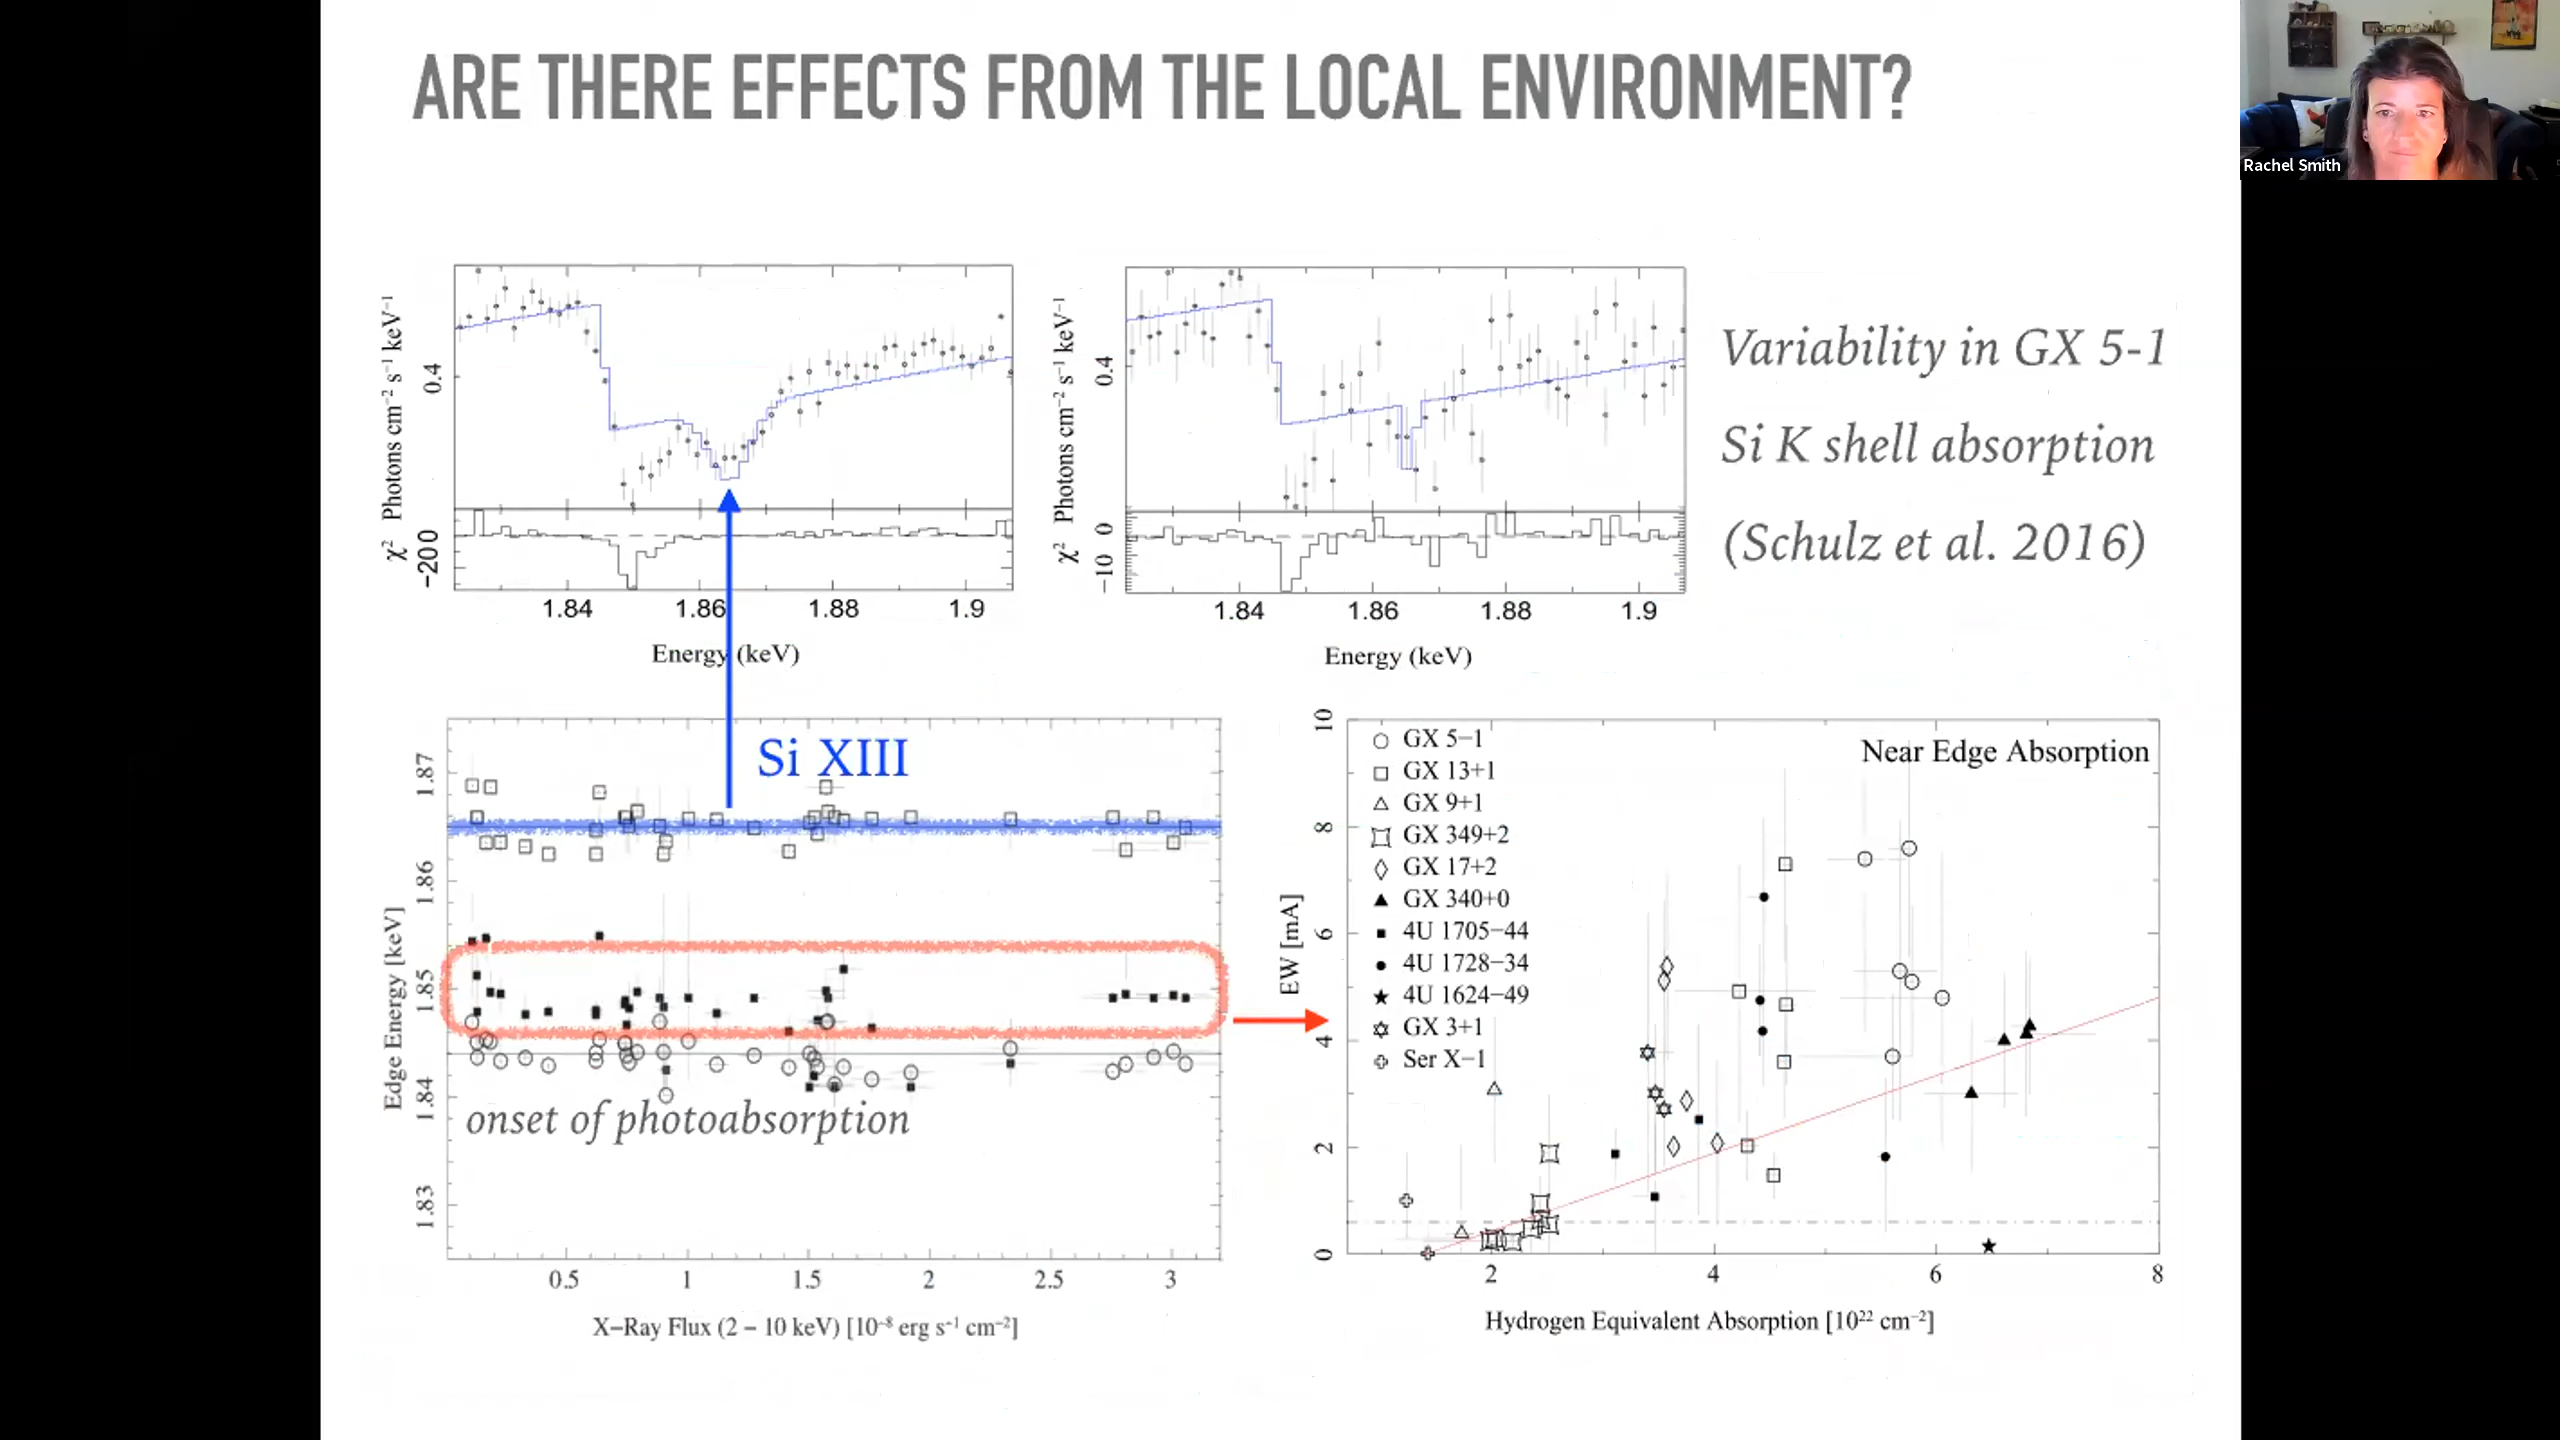 ARE THERE EFFECTS FROM THE LOCAL ENVIRONMENT?
Rachel Smith
Photons cm⁻² s⁻¹ keV⁻¹
0.4
χ²
0
−20
1.84 1.86 1.88 1.9
Energy (keV)
Photons cm⁻² s⁻¹ keV⁻¹
0.4
χ²
0
−10
1.84 1.86 1.88 1.9
Energy (keV)
Variability in GX 5-1
Si K shell absorption
(Schulz et al. 2016)
Si XIII
Edge Energy [keV]
1.87
1.86
1.85
1.84
1.83
onset of photoabsorption
0.5 1 1.5 2 2.5 3
X−Ray Flux (2 − 10 keV) [10⁻⁸ erg s⁻¹ cm⁻²]
Near Edge Absorption
GX 5−1
GX 13+1
GX 9+1
GX 349+2
GX 17+2
GX 340+0
4U 1705−44
4U 1728−34
4U 1624−49
GX 3+1
Ser X−1
EW [mA]
10
8
6
4
2
0
2 4 6 8
Hydrogen Equivalent Absorption [10²² cm⁻²]